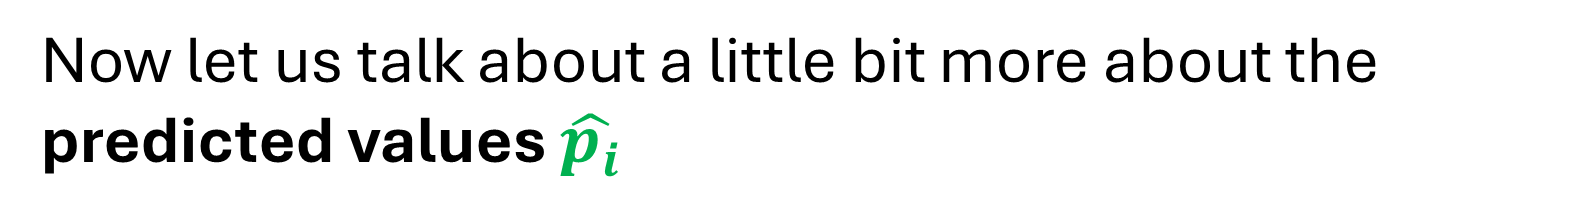 Now let us talk about a little bit more about the
predicted values p̂ᵢ